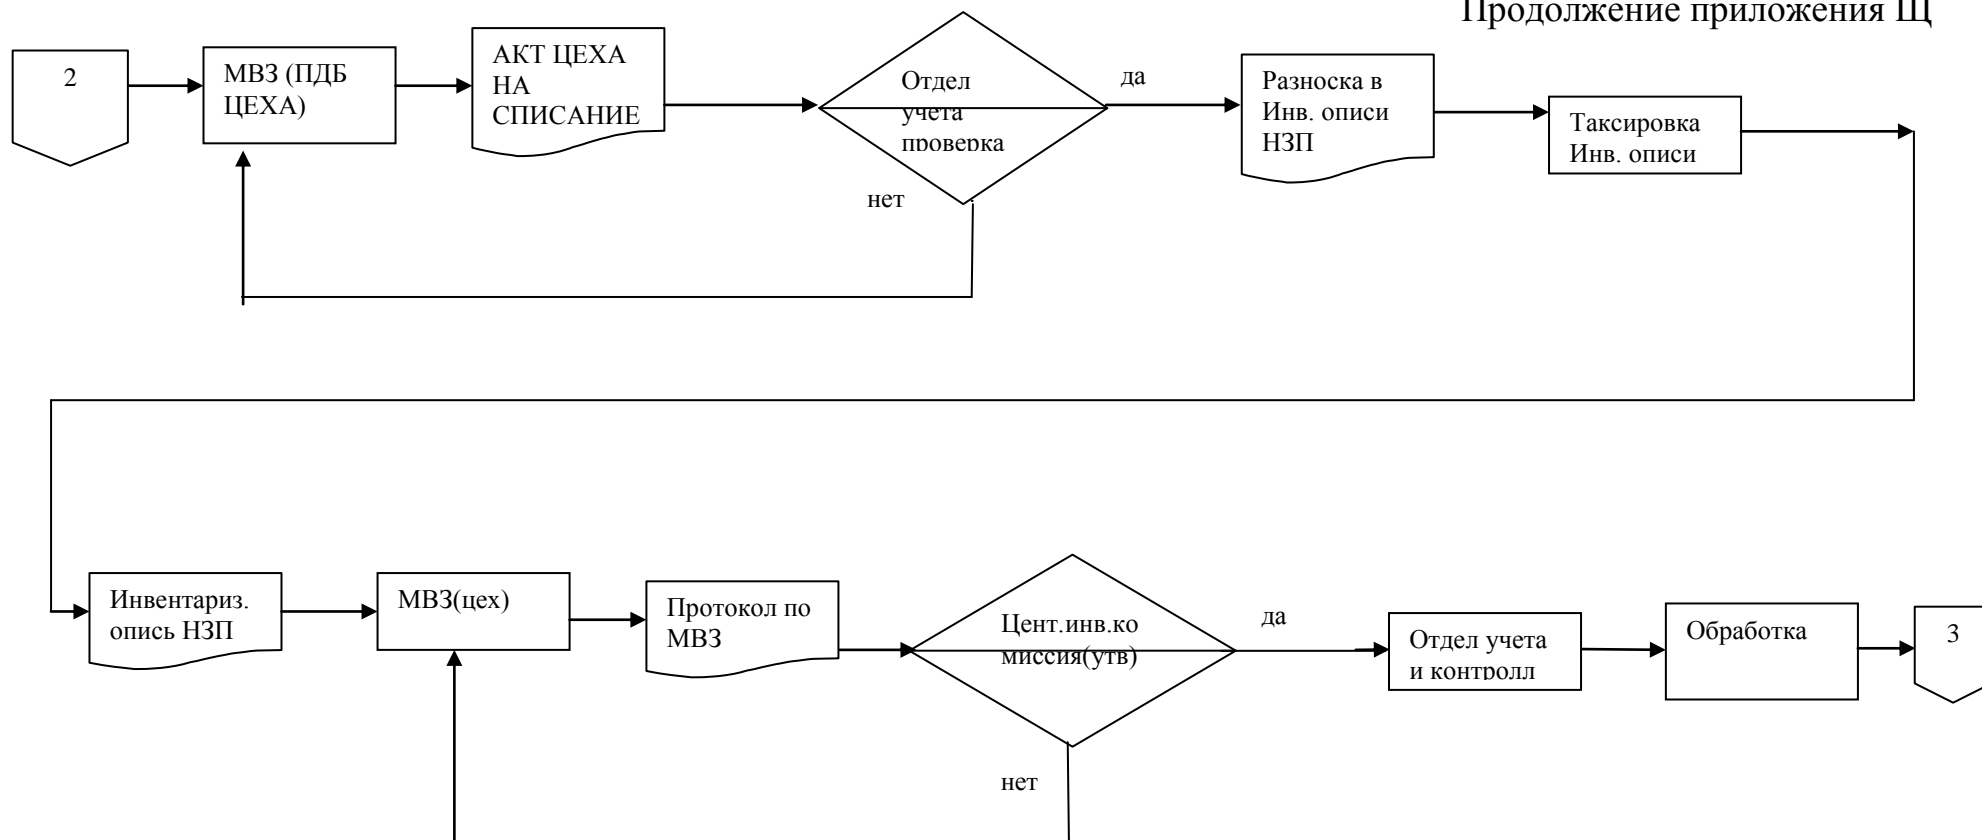 Продолжение приложения Щ
2
МВЗ (ПДБ
ЦЕХА)
АКТ ЦЕХА
НА
СПИСАНИЕ
Отдел
учета
проверка
да
нет
Разноска в
Инв. описи
НЗП
Таксировка
Инв. описи
Инвентариз.
опись НЗП
МВЗ(цех)
Протокол по
МВЗ
Цент.инв.ко
миссия(утв)
да
нет
Отдел учета
и контролл
Обработка
3